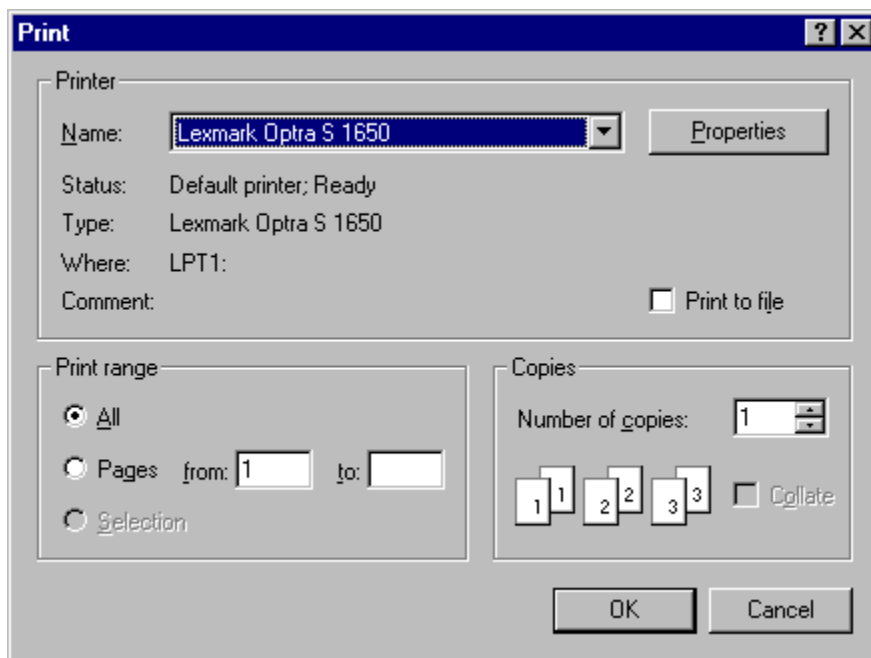 Print
Printer
Name: Lexmark Optra S 1650 Properties
Status: Default printer; Ready
Type: Lexmark Optra S 1650
Where: LPT1:
Comment: Print to file
Print range
All
Pages from: 1 to:
Selection
Copies
Number of copies: 1
1 1 2 2 3 3 Collate
OK Cancel